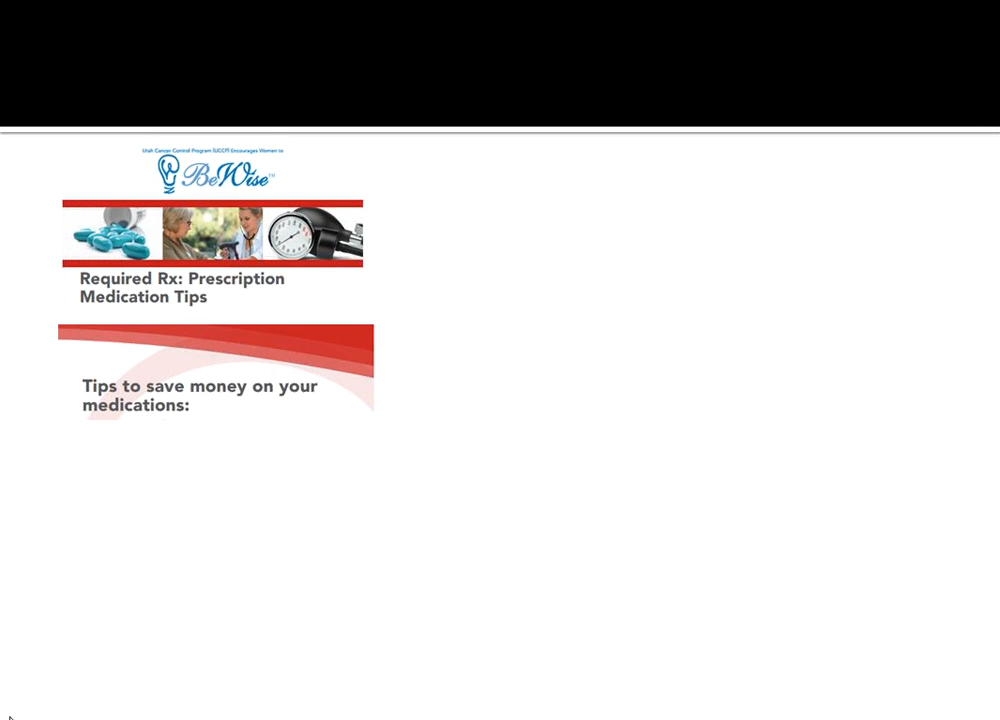 Utah Cancer Control Program (UCCP) Encourages Women to
BeWise™
Required Rx: Prescription
Medication Tips
Tips to save money on your
medications: